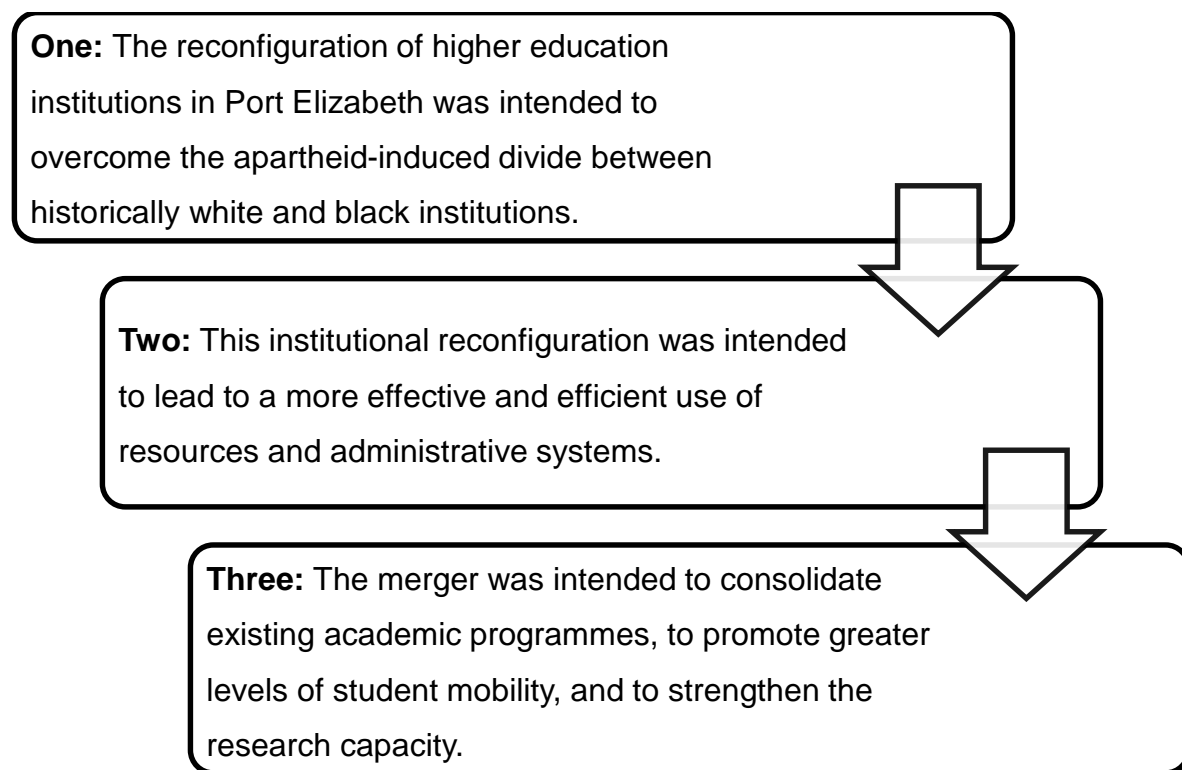 One: The reconfiguration of higher education
institutions in Port Elizabeth was intended to
overcome the apartheid-induced divide between
historically white and black institutions.
Two: This institutional reconfiguration was intended
to lead to a more effective and efficient use of
resources and administrative systems.
Three: The merger was intended to consolidate
existing academic programmes, to promote greater
levels of student mobility, and to strengthen the
research capacity.